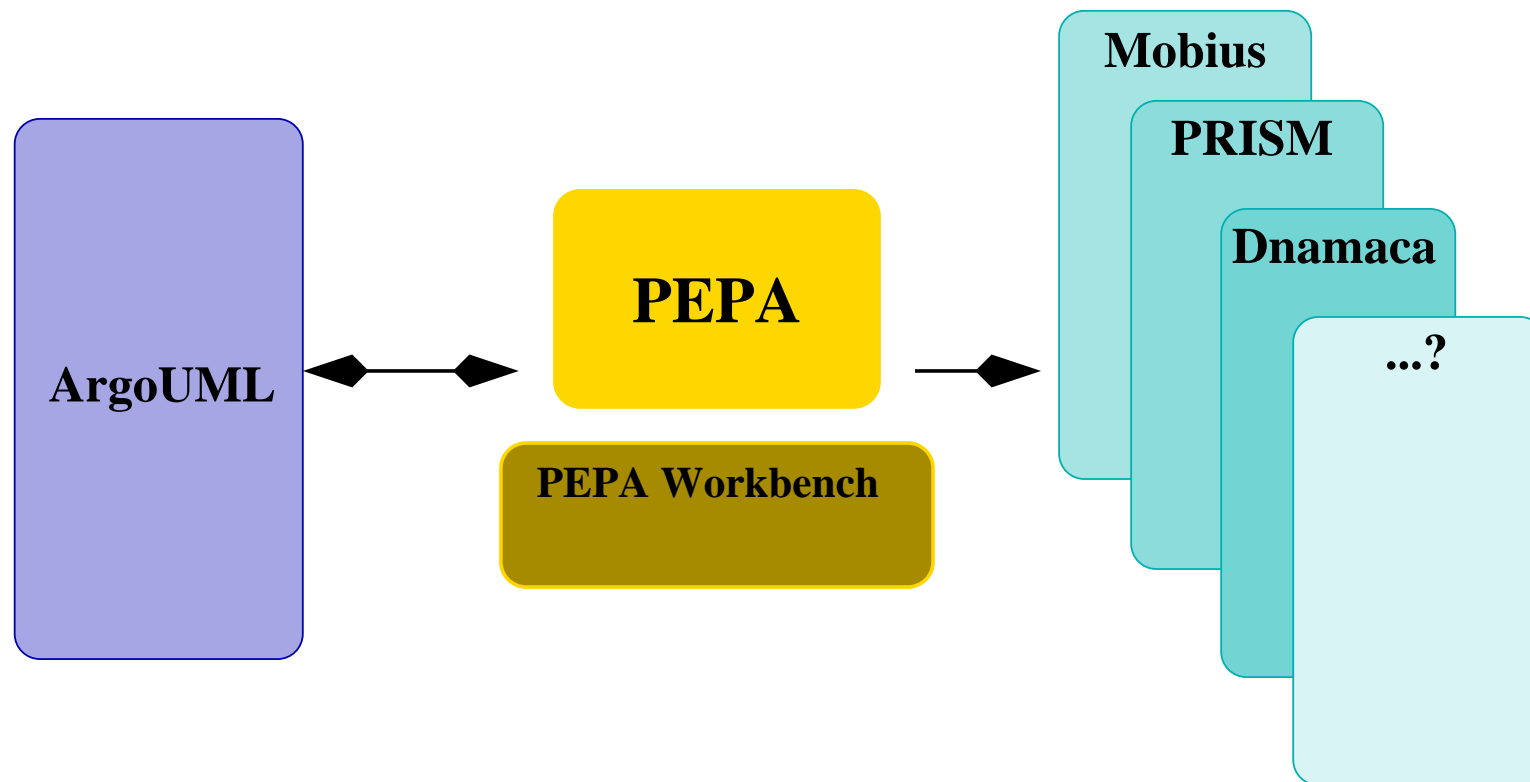 ArgoUML
PEPA
PEPA Workbench
Mobius
PRISM
Dnamaca
...?